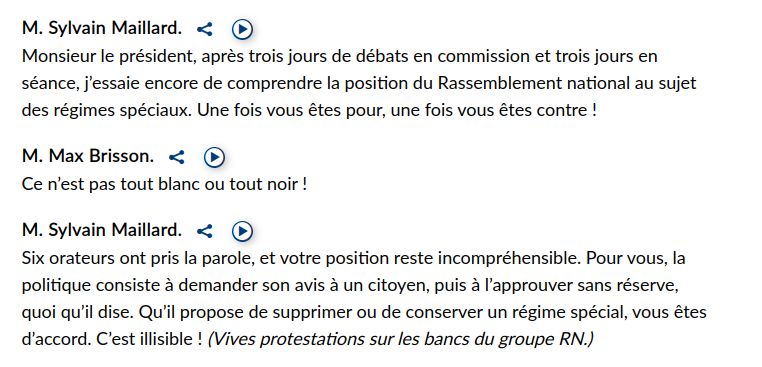 M. Sylvain Maillard.
Monsieur le président, après trois jours de débats en commission et trois jours en
séance, j’essaie encore de comprendre la position du Rassemblement national au sujet
des régimes spéciaux. Une fois vous êtes pour, une fois vous êtes contre !
M. Max Brisson.
Ce n’est pas tout blanc ou tout noir !
M. Sylvain Maillard.
Six orateurs ont pris la parole, et votre position reste incompréhensible. Pour vous, la
politique consiste à demander son avis à un citoyen, puis à l’approuver sans réserve,
quoi qu’il dise. Qu’il propose de supprimer ou de conserver un régime spécial, vous êtes
d’accord. C’est illisible ! (Vives protestations sur les bancs du groupe RN.)